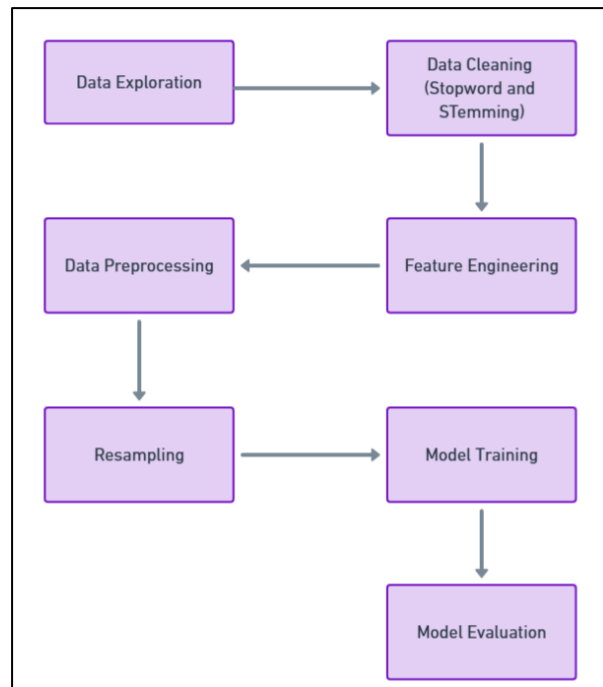 Data Exploration
Data Cleaning
(Stopword and
STemming)
Data Preprocessing
Feature Engineering
Resampling
Model Training
Model Evaluation